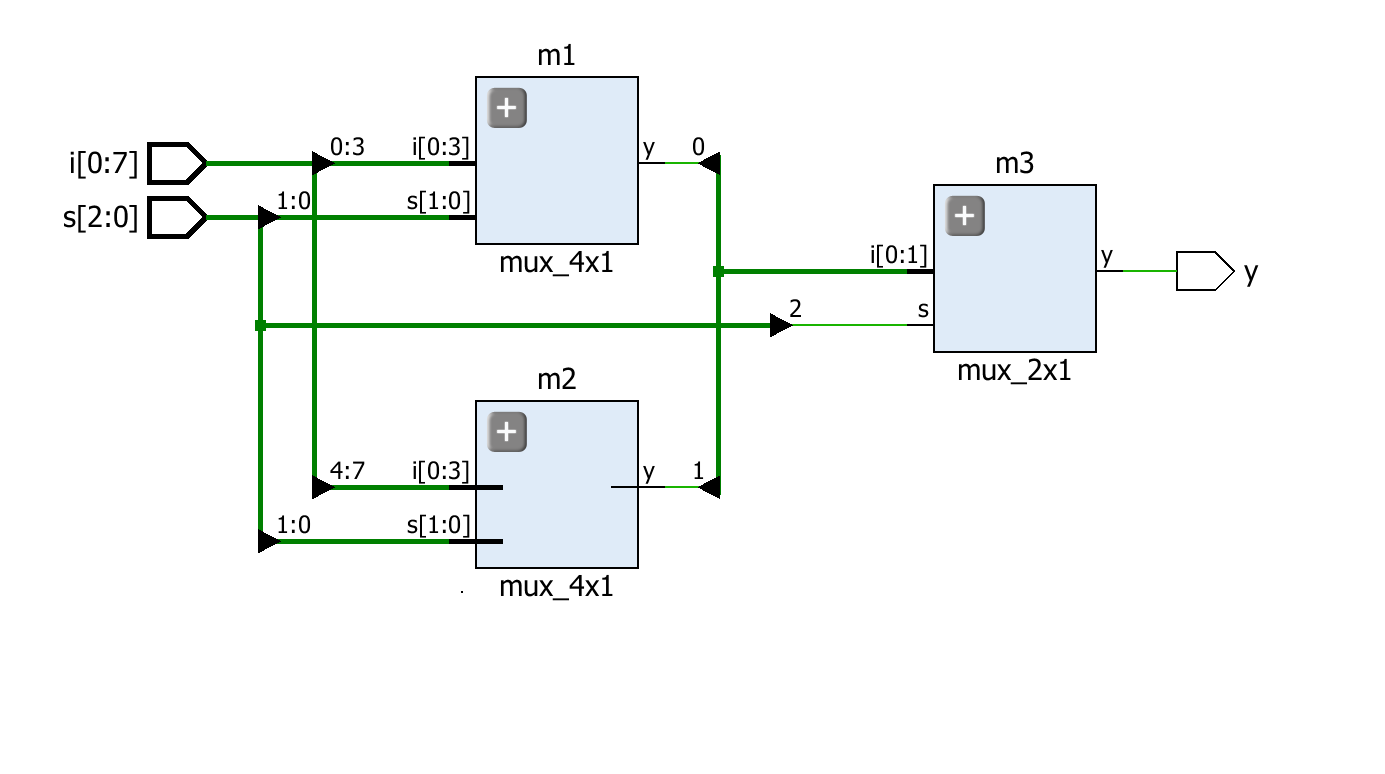 m1
i[0:7]
0:3
i[0:3]
y
0
s[2:0]
1:0
s[1:0]
mux_4x1
m3
i[0:1]
y
y
2
s
mux_2x1
m2
4:7
i[0:3]
y
1
1:0
s[1:0]
mux_4x1